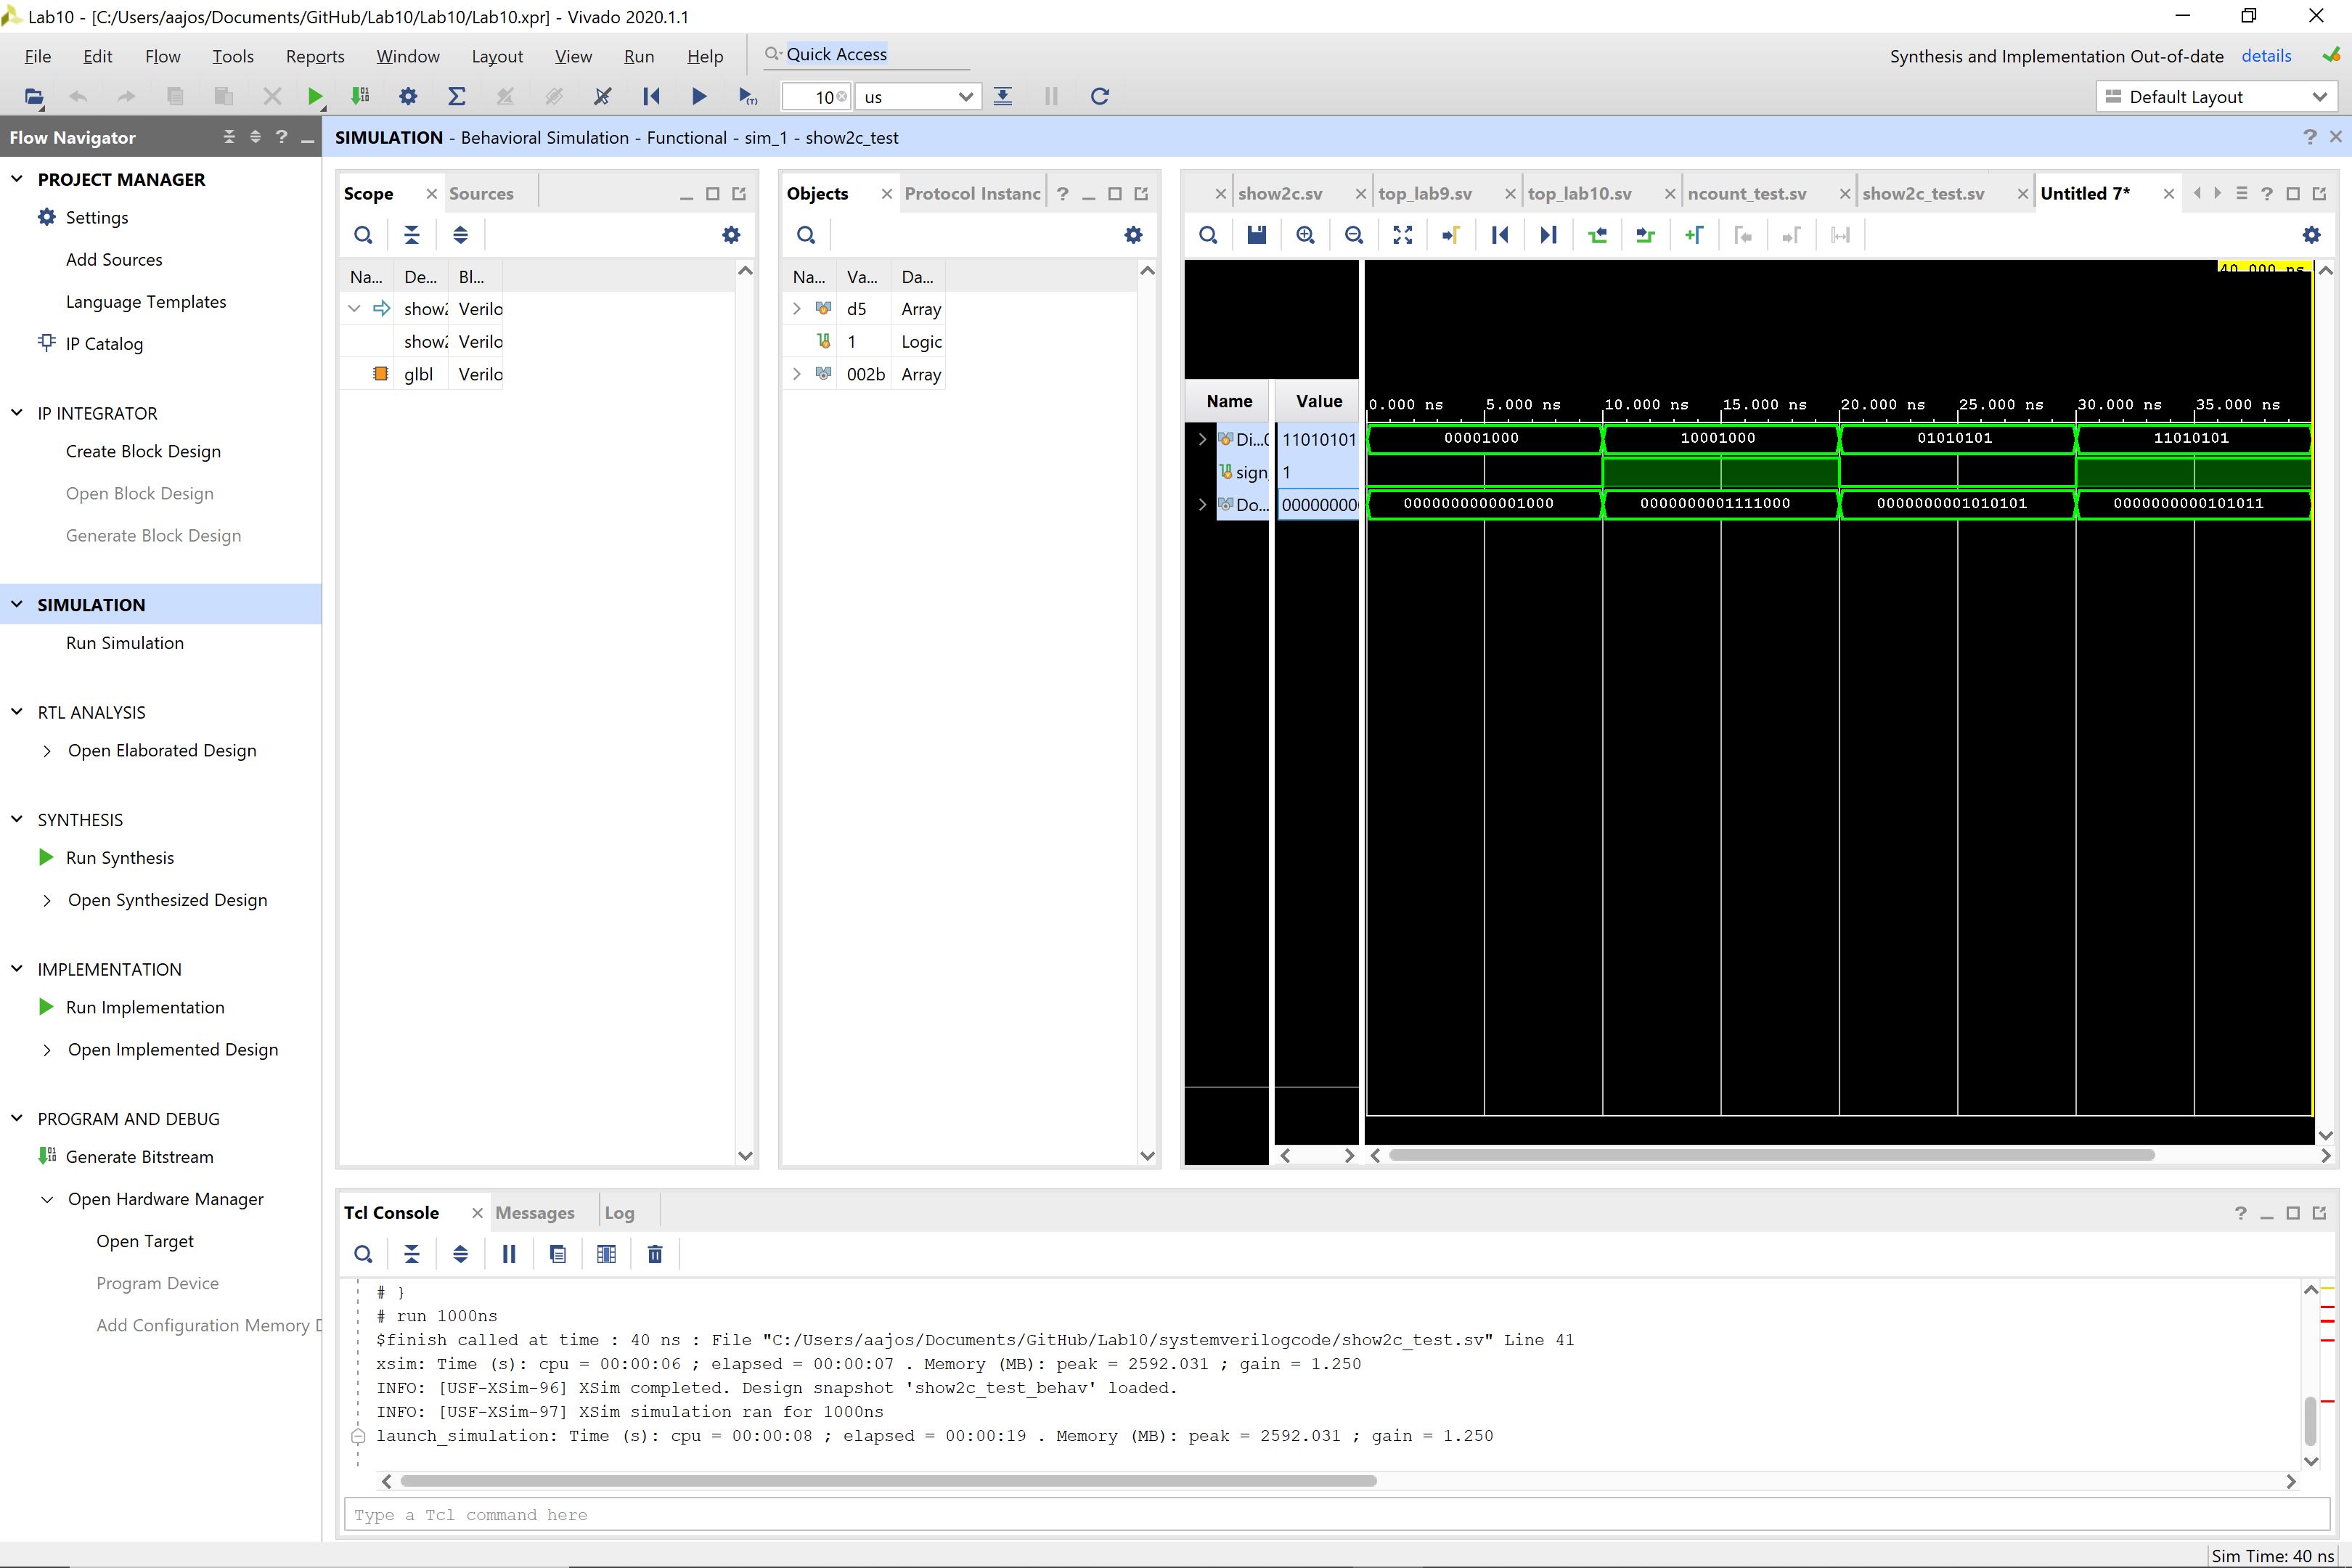 Lab10 - [C:/Users/aajos/Documents/GitHub/Lab10/Lab10/Lab10.xpr] - Vivado 2020.1.1
File Edit Flow Tools Reports Window Layout View Run Help Quick Access
Synthesis and Implementation Out-of-date details
10 us
Default Layout
Flow Navigator
SIMULATION - Behavioral Simulation - Functional - sim_1 - show2c_test
PROJECT MANAGER
Settings
Add Sources
Language Templates
IP Catalog
IP INTEGRATOR
Create Block Design
Open Block Design
Generate Block Design
SIMULATION
Run Simulation
RTL ANALYSIS
Open Elaborated Design
SYNTHESIS
Run Synthesis
Open Synthesized Design
IMPLEMENTATION
Run Implementation
Open Implemented Design
PROGRAM AND DEBUG
Generate Bitstream
Open Hardware Manager
Open Target
Program Device
Add Configuration Memory D
Scope Sources
Na... De... Bl...
show2 Verilo
show2 Verilo
glbl Verilo
Objects Protocol Instanc
Na... Va... Da...
d5 Array
1 Logic
002b Array
show2c.sv top_lab9.sv top_lab10.sv ncount_test.sv show2c_test.sv Untitled 7*
40.000 ns
Name Value 0.000 ns 5.000 ns 10.000 ns 15.000 ns 20.000 ns 25.000 ns 30.000 ns 35.000 ns
Di...0 11010101 00001000 10001000 01010101 11010101
sign 1
Do... 00000000 0000000000001000 0000000001111000 0000000001010101 0000000000101011
Tcl Console Messages Log
# }
# run 1000ns
$finish called at time : 40 ns : File "C:/Users/aajos/Documents/GitHub/Lab10/systemverilogcode/show2c_test.sv" Line 41
xsim: Time (s): cpu = 00:00:06 ; elapsed = 00:00:07 . Memory (MB): peak = 2592.031 ; gain = 1.250
INFO: [USF-XSim-96] XSim completed. Design snapshot 'show2c_test_behav' loaded.
INFO: [USF-XSim-97] XSim simulation ran for 1000ns
launch_simulation: Time (s): cpu = 00:00:08 ; elapsed = 00:00:19 . Memory (MB): peak = 2592.031 ; gain = 1.250
Type a Tcl command here
Sim Time: 40 ns